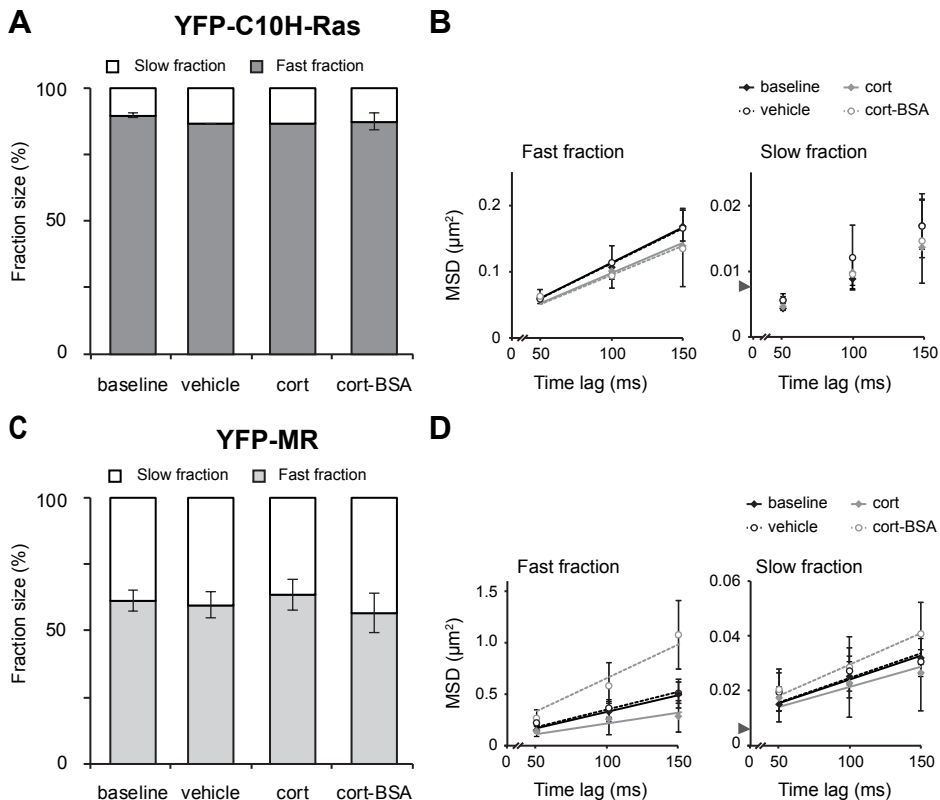 A
YFP-C10H-Ras
Slow fraction Fast fraction
Fraction size (%)
100
50
0
baseline vehicle cort cort-BSA
B
baseline cort
vehicle cort-BSA
Fast fraction
MSD (µm²)
0.2
0.1
0
0 50 100 150
Time lag (ms)
Slow fraction
0.02
0.01
0
0 50 100 150
Time lag (ms)
C
YFP-MR
Slow fraction Fast fraction
Fraction size (%)
100
50
0
baseline vehicle cort cort-BSA
D
baseline cort
vehicle cort-BSA
Fast fraction
MSD (µm²)
1.5
1.0
0.5
0
0 50 100 150
Time lag (ms)
Slow fraction
0.06
0.04
0.02
0
0 50 100 150
Time lag (ms)